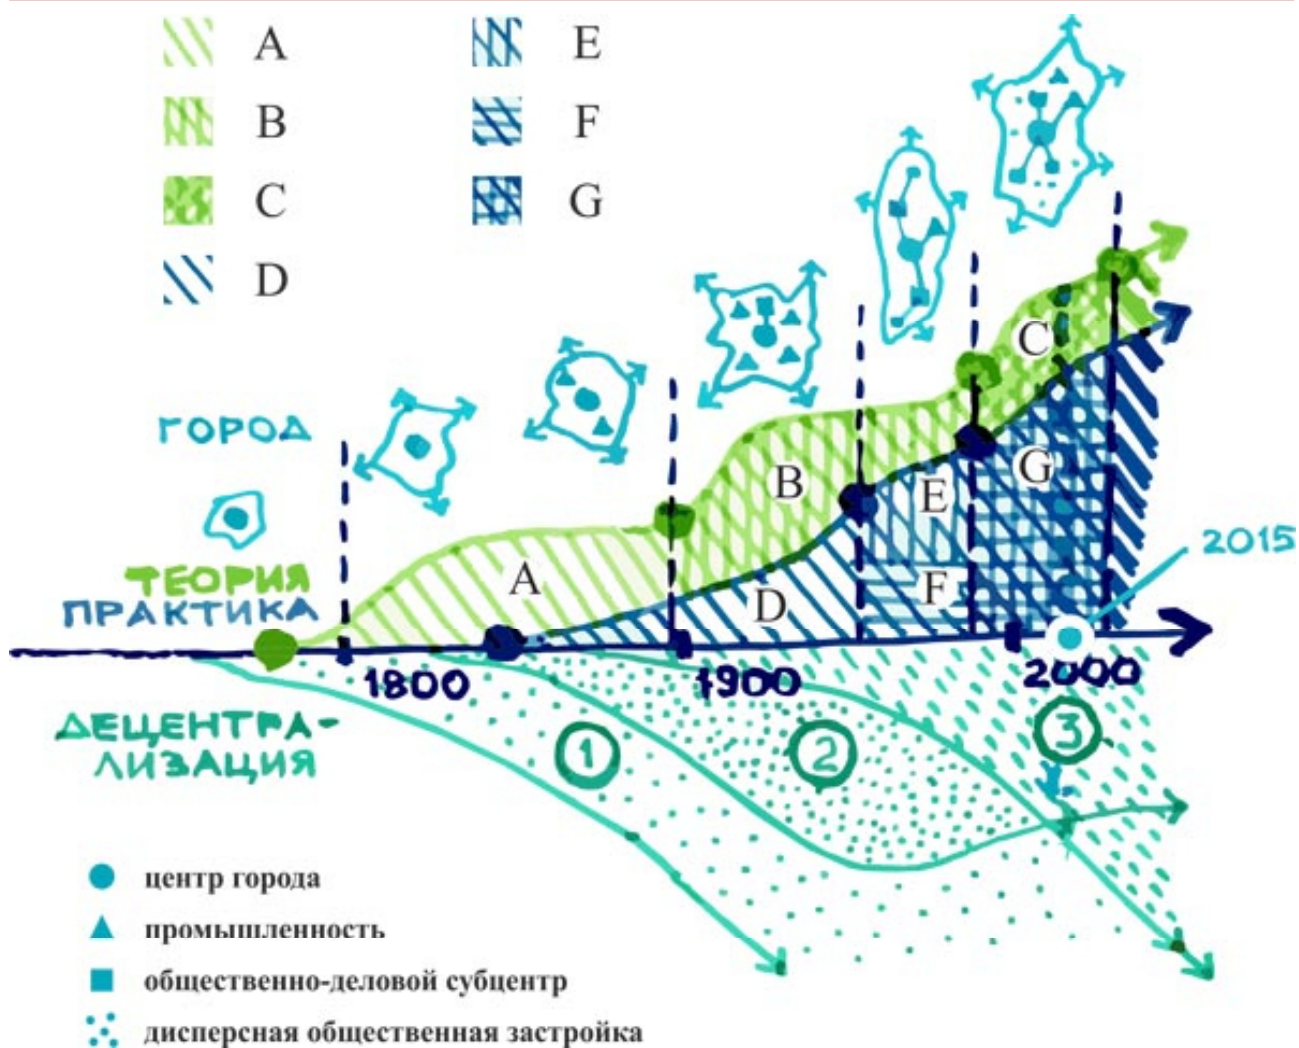 A
B
C
D
E
F
G
ГОРОД
ТЕОРИЯ
ПРАКТИКА
A
B
C
D
E
F
G
2015
1800
1900
2000
ДЕЦЕНТРА-
ЛИЗАЦИЯ
1
2
3
центр города
промышленность
общественно-деловой субцентр
дисперсная общественная застройка